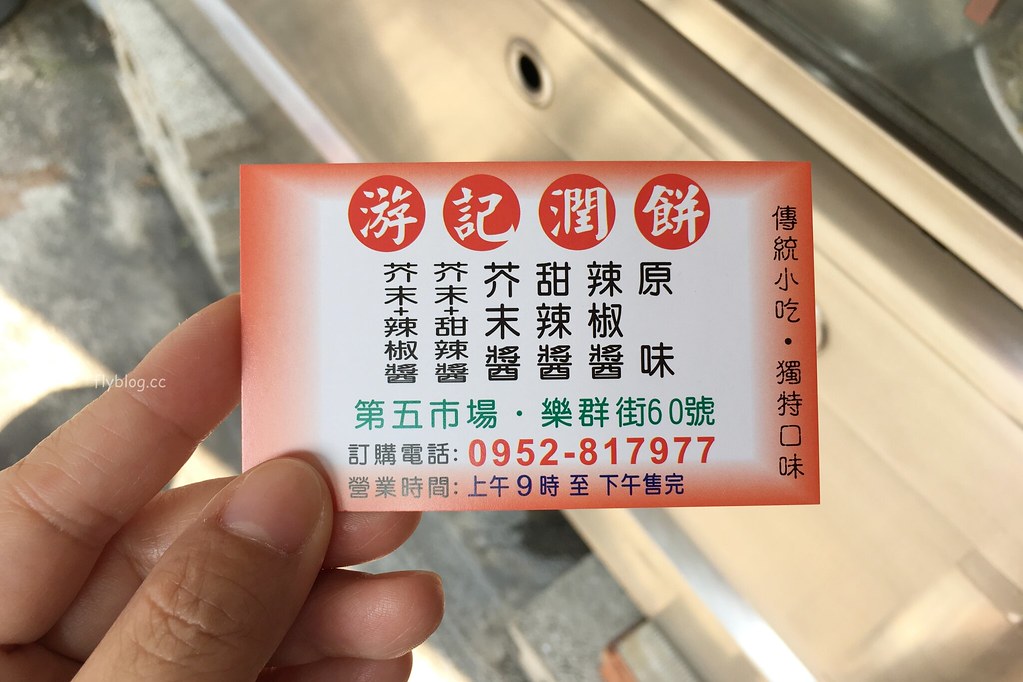 游記潤餅
原味
辣椒醬
甜辣醬
芥末醬
芥末+甜辣醬
芥末+辣椒醬
第五市場・樂群街60號
訂購電話: 0952-817977
營業時間: 上午9時 至 下午售完
傳統小吃・獨特口味
flyblog.cc